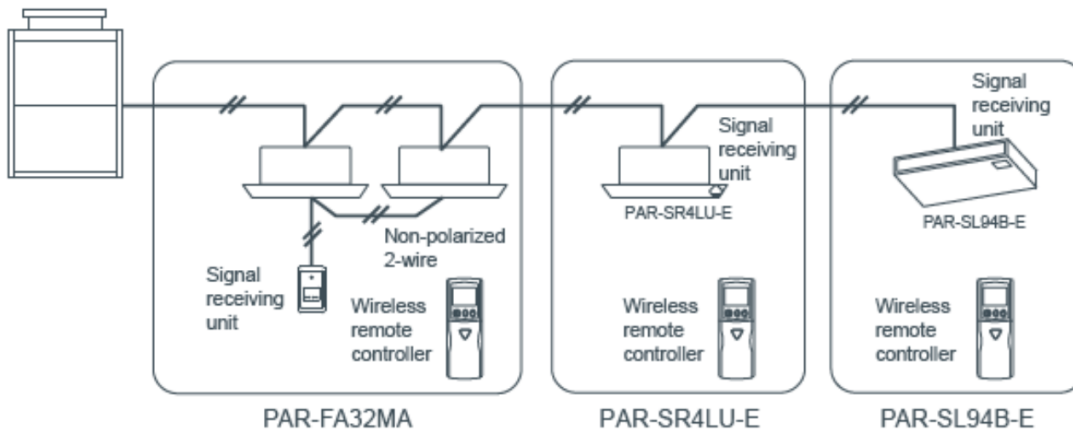 Non-polarized
2-wire
Signal
receiving
unit
Wireless
remote
controller
PAR-FA32MA
Signal
receiving
unit
PAR-SR4LU-E
Wireless
remote
controller
PAR-SR4LU-E
Signal
receiving
unit
PAR-SL94B-E
Wireless
remote
controller
PAR-SL94B-E